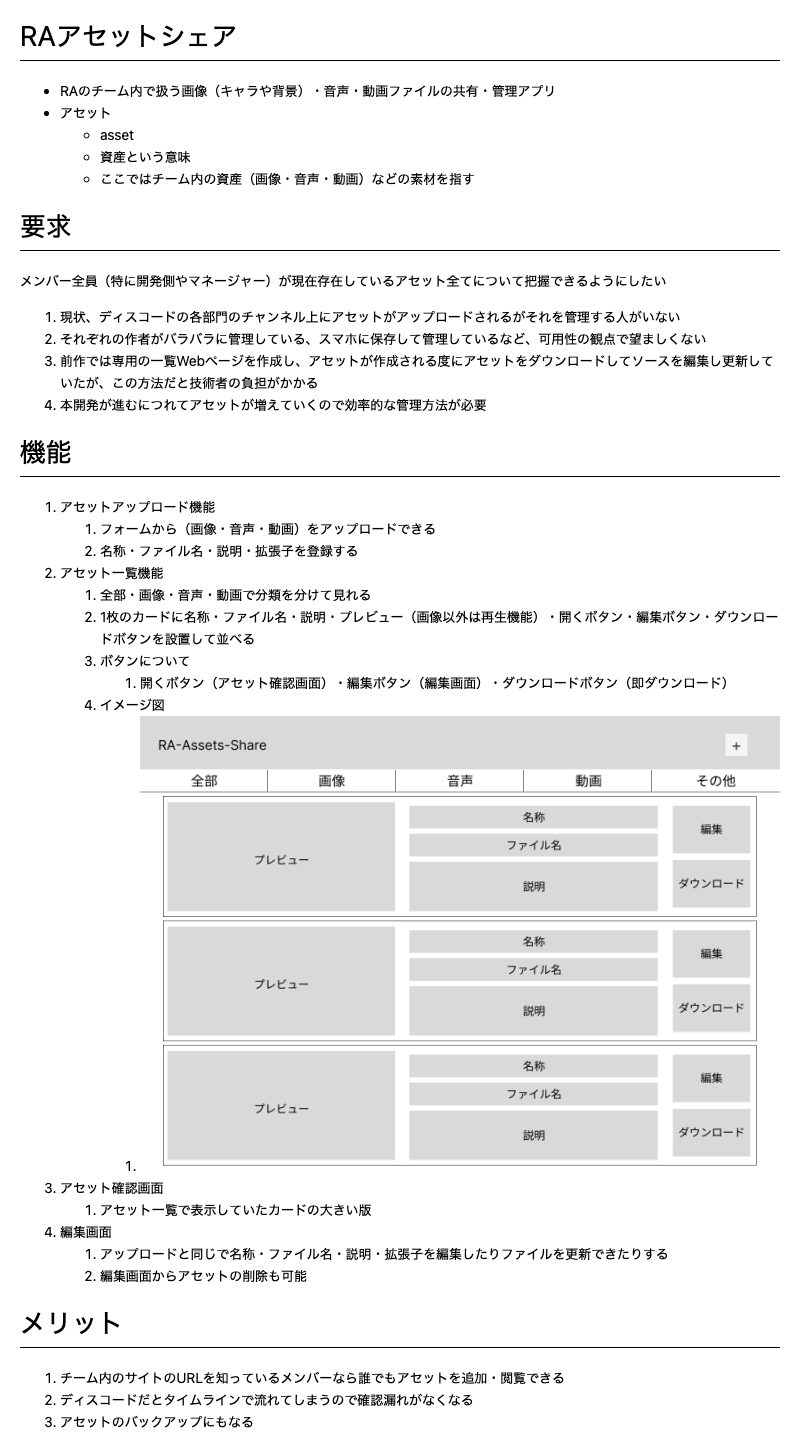 RAアセットシェア
RAのチーム内で扱う画像（キャラや背景）・音声・動画ファイルの共有・管理アプリ
アセット
asset
資産という意味
ここではチーム内の資産（画像・音声・動画）などの素材を指す
要求
メンバー全員（特に開発側やマネージャー）が現在存在しているアセット全てについて把握できるようにしたい
1. 現状、ディスコードの各部門のチャンネル上にアセットがアップロードされるがそれを管理する人がいない
2. それぞれの作者がバラバラに管理している、スマホに保存して管理しているなど、可用性の観点で望ましくない
3. 前作では専用の一覧Webページを作成し、アセットが作成される度にアセットをダウンロードしてソースを編集し更新して
いたが、この方法だと技術者の負担がかかる
4. 本開発が進むにつれてアセットが増えていくので効率的な管理方法が必要
機能
1. アセットアップロード機能
1. フォームから（画像・音声・動画）をアップロードできる
2. 名称・ファイル名・説明・拡張子を登録する
2. アセット一覧機能
1. 全部・画像・音声・動画で分類を分けて見れる
2. 1枚のカードに名称・ファイル名・説明・プレビュー（画像以外は再生機能）・開くボタン・編集ボタン・ダウンロー
ドボタンを設置して並べる
3. ボタンについて
1. 開くボタン（アセット確認画面）・編集ボタン（編集画面）・ダウンロードボタン（即ダウンロード）
4. イメージ図
RA-Assets-Share +
全部 画像 音声 動画 その他
プレビュー
名称
ファイル名
説明
編集
ダウンロード
プレビュー
名称
ファイル名
説明
編集
ダウンロード
プレビュー
名称
ファイル名
説明
編集
ダウンロード
1.
3. アセット確認画面
1. アセット一覧で表示していたカードの大きい版
4. 編集画面
1. アップロードと同じで名称・ファイル名・説明・拡張子を編集したりファイルを更新できたりする
2. 編集画面からアセットの削除も可能
メリット
1. チーム内のサイトのURLを知っているメンバーなら誰でもアセットを追加・閲覧できる
2. ディスコードだとタイムラインで流れてしまうので確認漏れがなくなる
3. アセットのバックアップにもなる